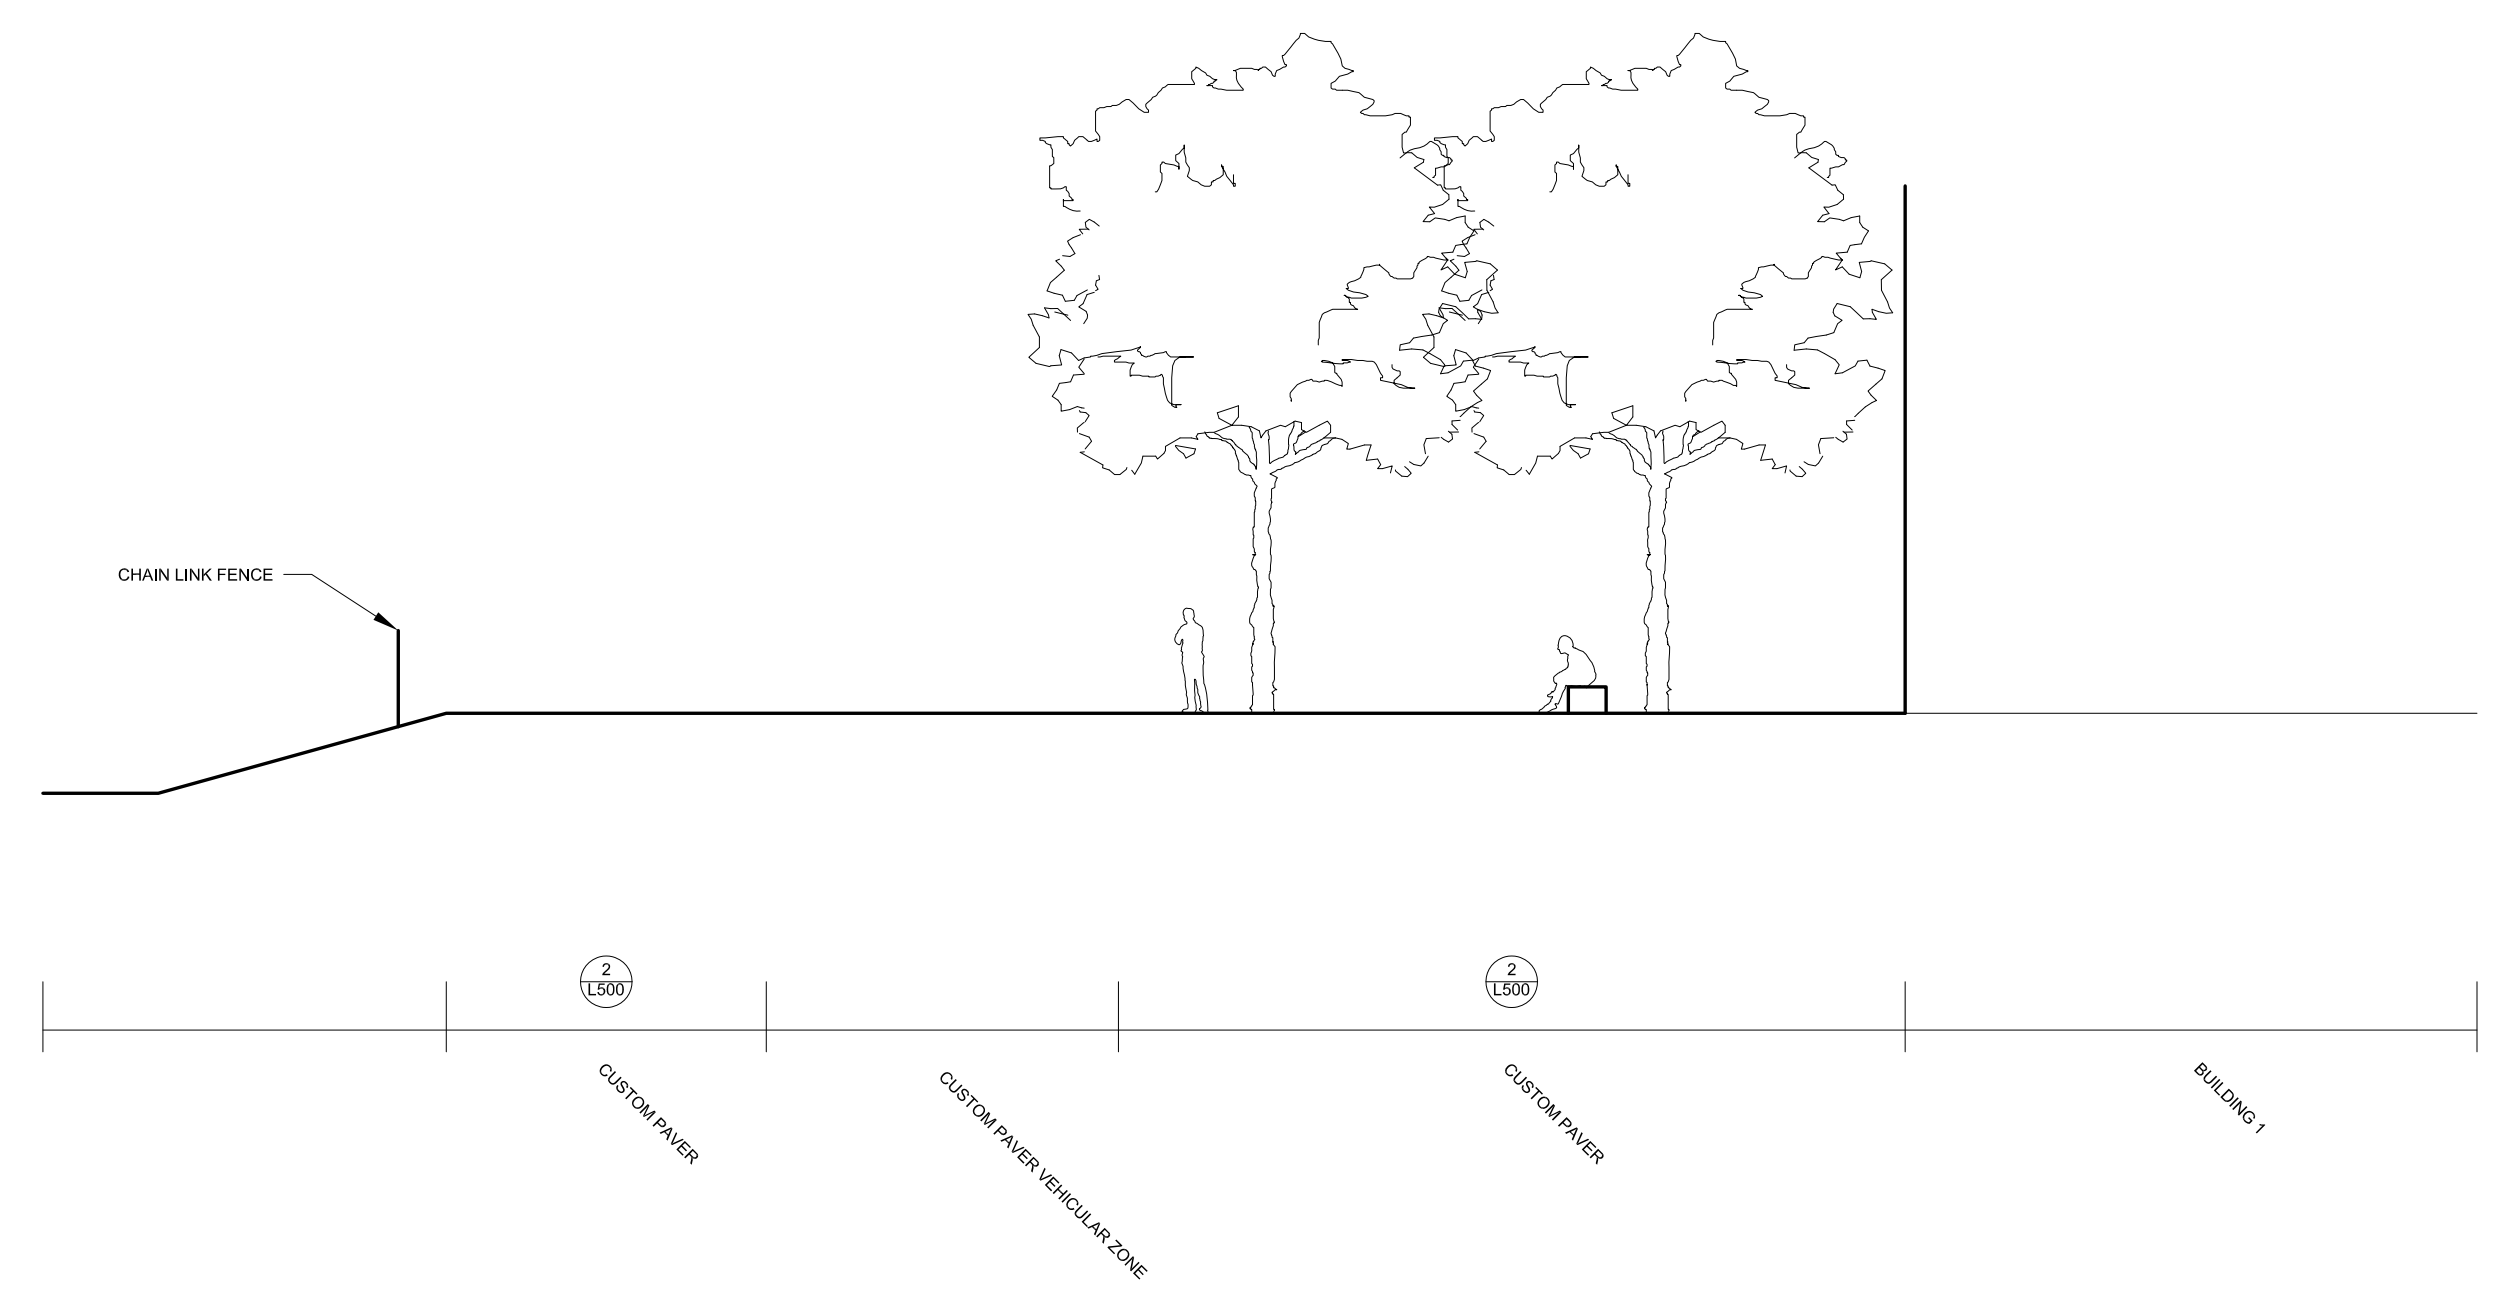 CHAIN LINK FENCE
2
L500
2
L500
CUSTOM PAVER
CUSTOM PAVER VEHICULAR ZONE
CUSTOM PAVER
BUILDING 1